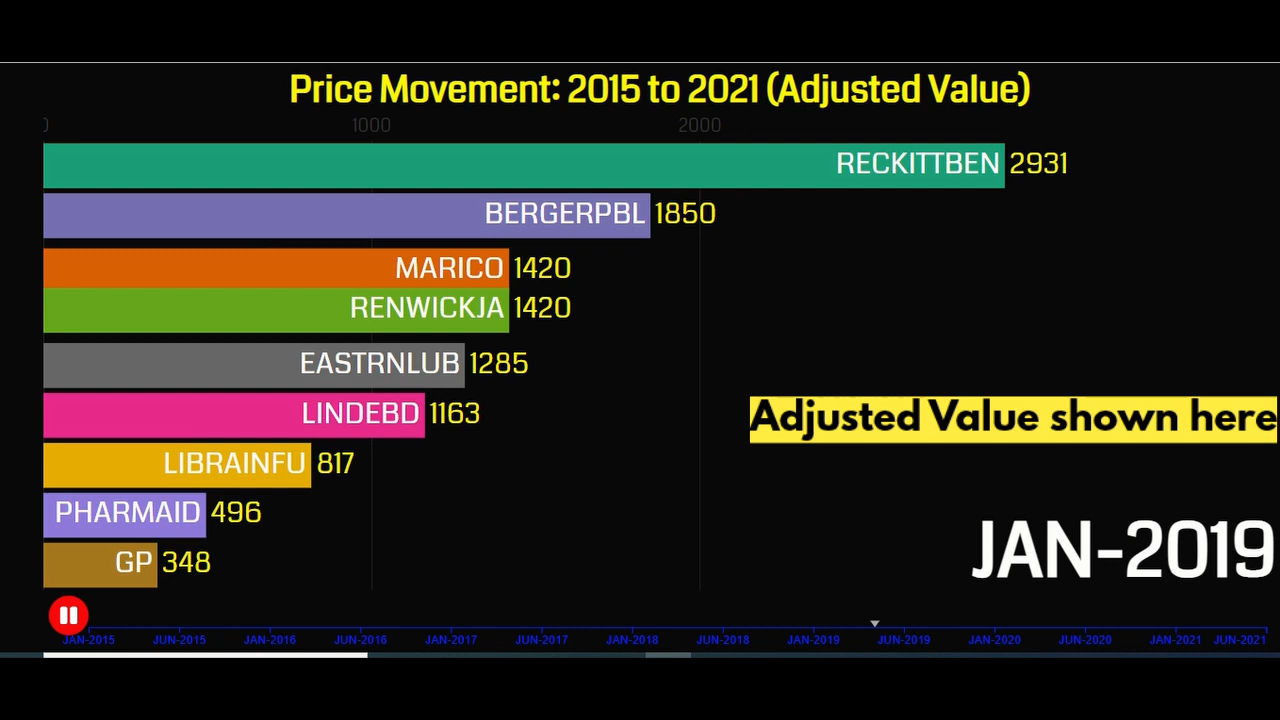 Price Movement: 2015 to 2021 (Adjusted Value)
0 1000 2000
RECKITTBEN 2931
BERGERPBL 1850
MARICO 1420
RENWICKJA 1420
EASTRNLUB 1285
LINDEBD 1163
Adjusted Value shown here
LIBRAINFU 817
PHARMAID 496
GP 348
JAN-2019
JAN-2015 JUN-2015 JAN-2016 JUN-2016 JAN-2017 JUN-2017 JAN-2018 JUN-2018 JAN-2019 JUN-2019 JAN-2020 JUN-2020 JAN-2021 JUN-2021